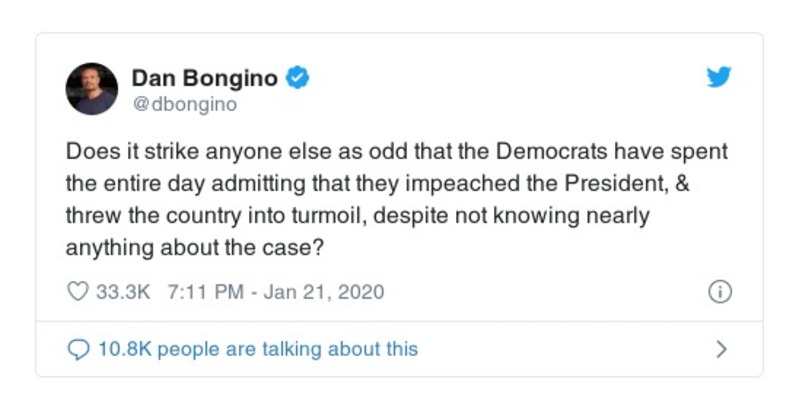 Dan Bongino
@dbongino
Does it strike anyone else as odd that the Democrats have spent
the entire day admitting that they impeached the President, &
threw the country into turmoil, despite not knowing nearly
anything about the case?
33.3K 7:11 PM - Jan 21, 2020
10.8K people are talking about this